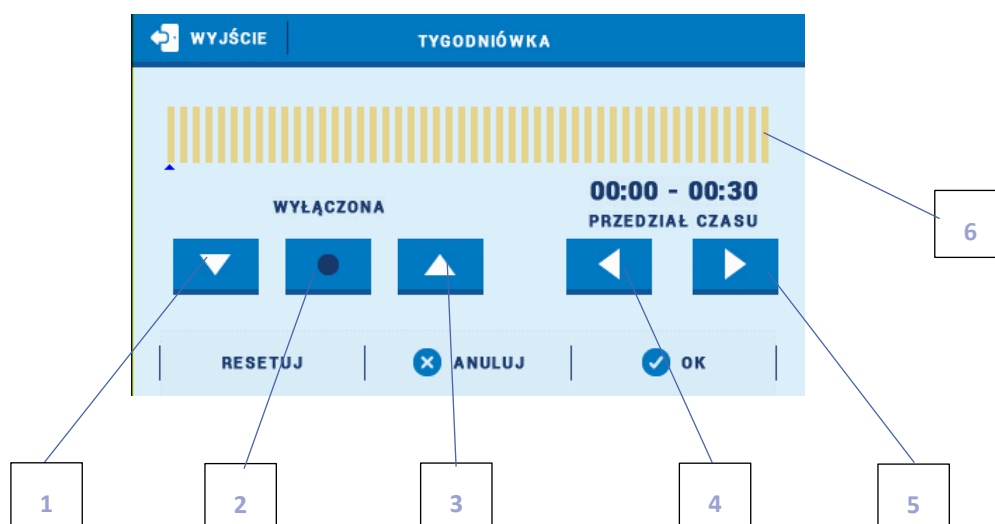 WYJŚCIE
TYGODNIÓWKA
WYŁĄCZONA
00:00 - 00:30
PRZEDZIAŁ CZASU
6
RESETUJ
ANULUJ
OK
1
2
3
4
5